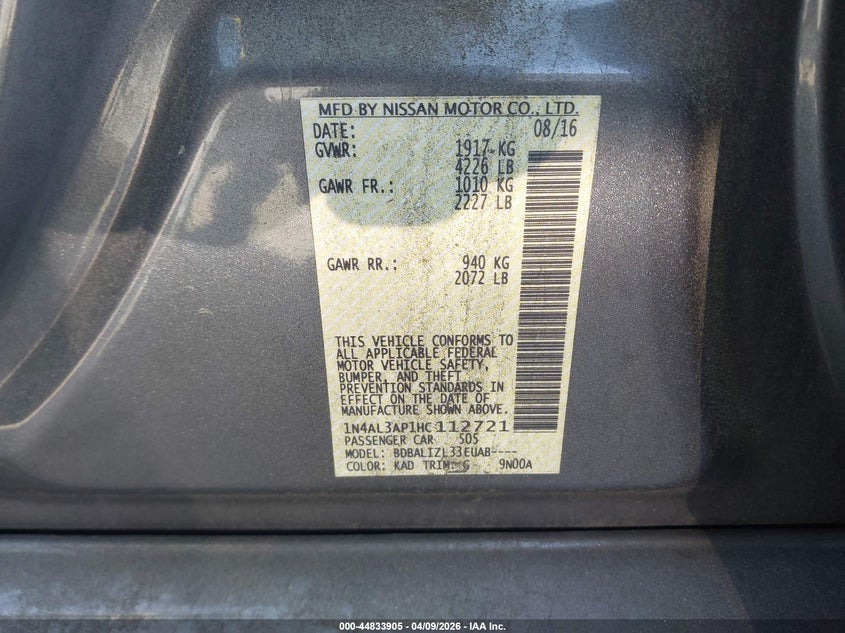 MFD BY NISSAN MOTOR CO., LTD.
DATE: 08/16
GVWR: 1917 KG
4226 LB
GAWR FR.: 1010 KG
2227 LB
GAWR RR.: 940 KG
2072 LB
THIS VEHICLE CONFORMS TO
ALL APPLICABLE FEDERAL
MOTOR VEHICLE SAFETY,
BUMPER, AND THEFT
PREVENTION STANDARDS IN
EFFECT ON THE DATE OF
MANUFACTURE SHOWN ABOVE.
1N4AL3AP1HC112721
PASSENGER CAR 505
MODEL: BDBALIZL33EUAB----
COLOR: KAD TRIM: G 9N00A
000-44833905 - 04/09/2026 - IAA Inc.